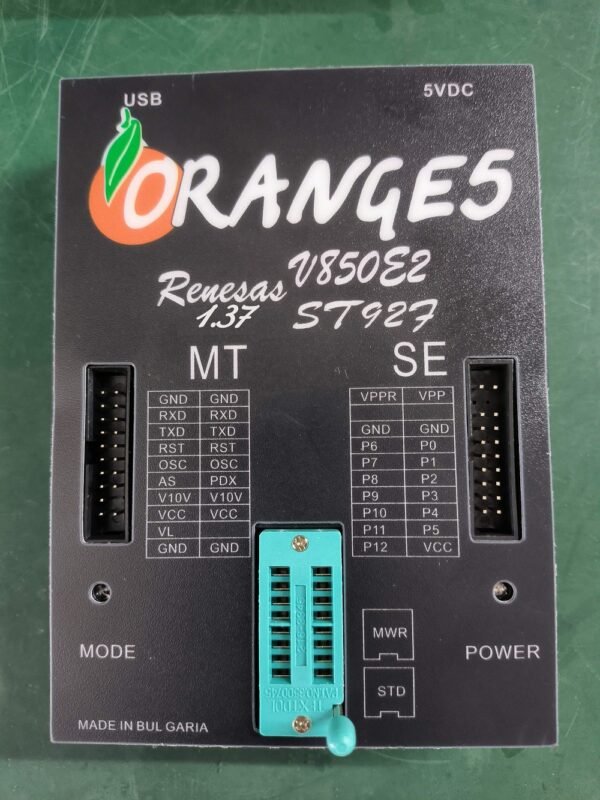 USB 5VDC
ORANGE5
Renesas V850E2
1.37 ST92F
MT SE
GND GND VPPR VPP
RXD RXD
TXD TXD GND GND
RST RST P6 P0
OSC OSC P7 P1
AS PDX P8 P2
V10V V10V P9 P3
VCC VCC P10 P4
VL P11 P5
GND GND P12 VCC
MWR
MODE POWER
STD
TEXTOOL
MADE IN BUL GARIA